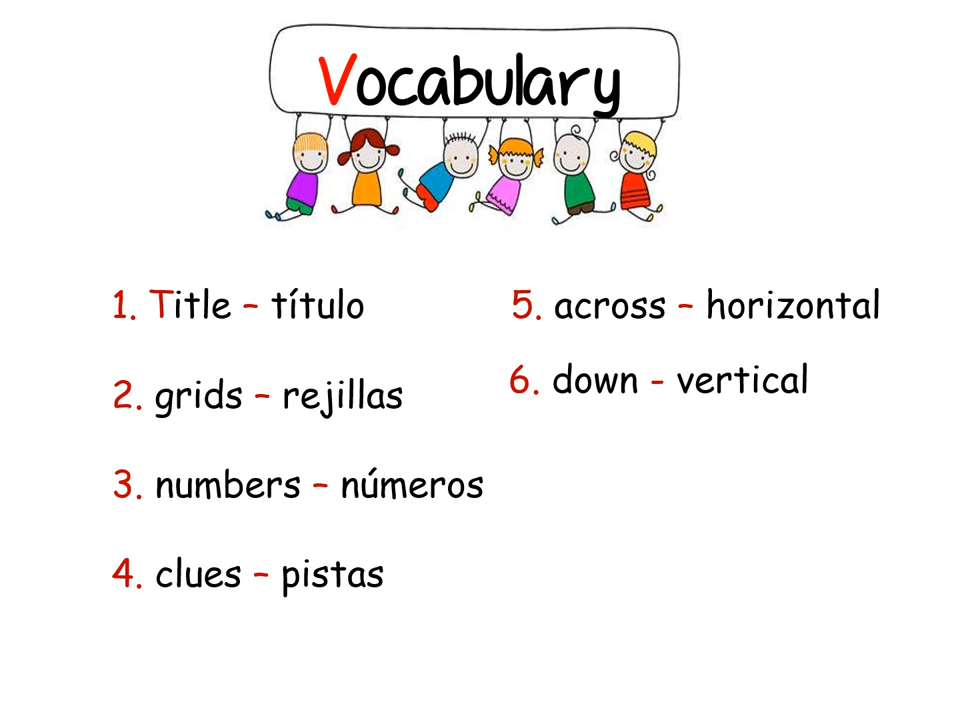 Vocabulary
1. Title – título
2. grids – rejillas
3. numbers – números
4. clues – pistas
5. across – horizontal
6. down - vertical